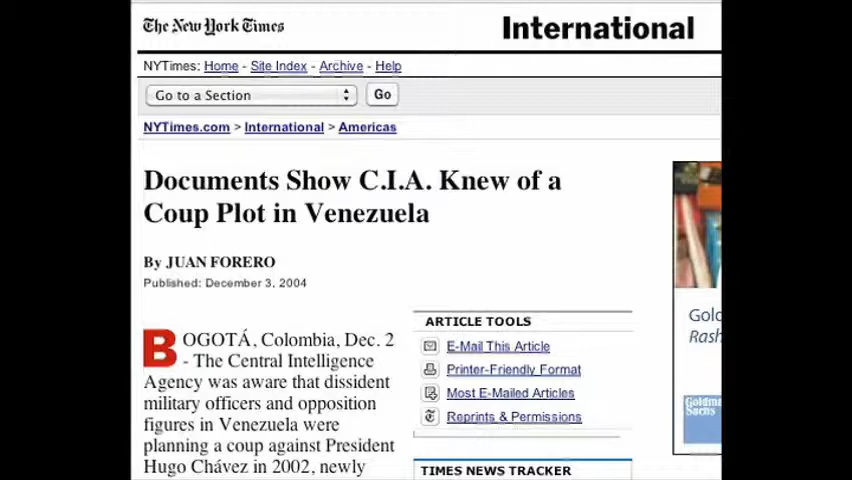 The New York Times
International
NYTimes: Home - Site Index - Archive - Help
Go to a Section
Go
NYTimes.com > International > Americas
Documents Show C.I.A. Knew of a
Coup Plot in Venezuela
By JUAN FORERO
Published: December 3, 2004
BOGOTÁ, Colombia, Dec. 2
- The Central Intelligence
Agency was aware that dissident
military officers and opposition
figures in Venezuela were
planning a coup against President
Hugo Chávez in 2002, newly
ARTICLE TOOLS
E-Mail This Article
Printer-Friendly Format
Most E-Mailed Articles
Reprints & Permissions
TIMES NEWS TRACKER
Gold
Rash
Goldma
Sachs